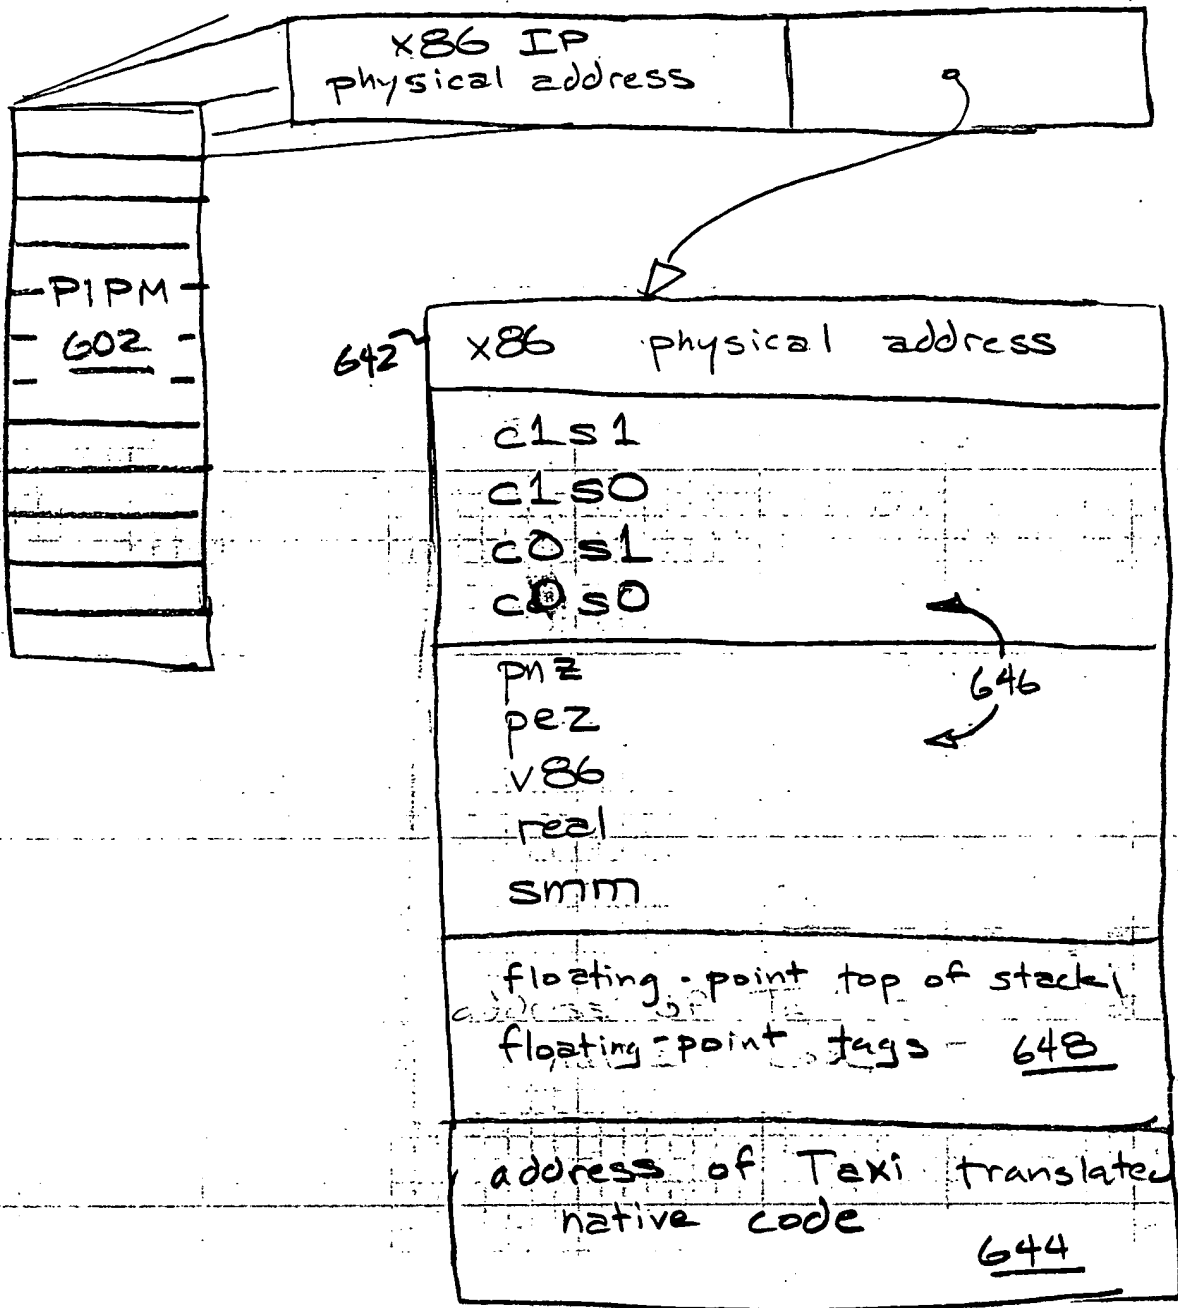 x86 IP
physical address
PIPM
602
642
x86 physical address
c1s1
c1s0
c0s1
c0s0
646
pnz
pez
v86
real
smm
floating-point top of stack
floating-point tags 648
address of Taxi translated
native code
644